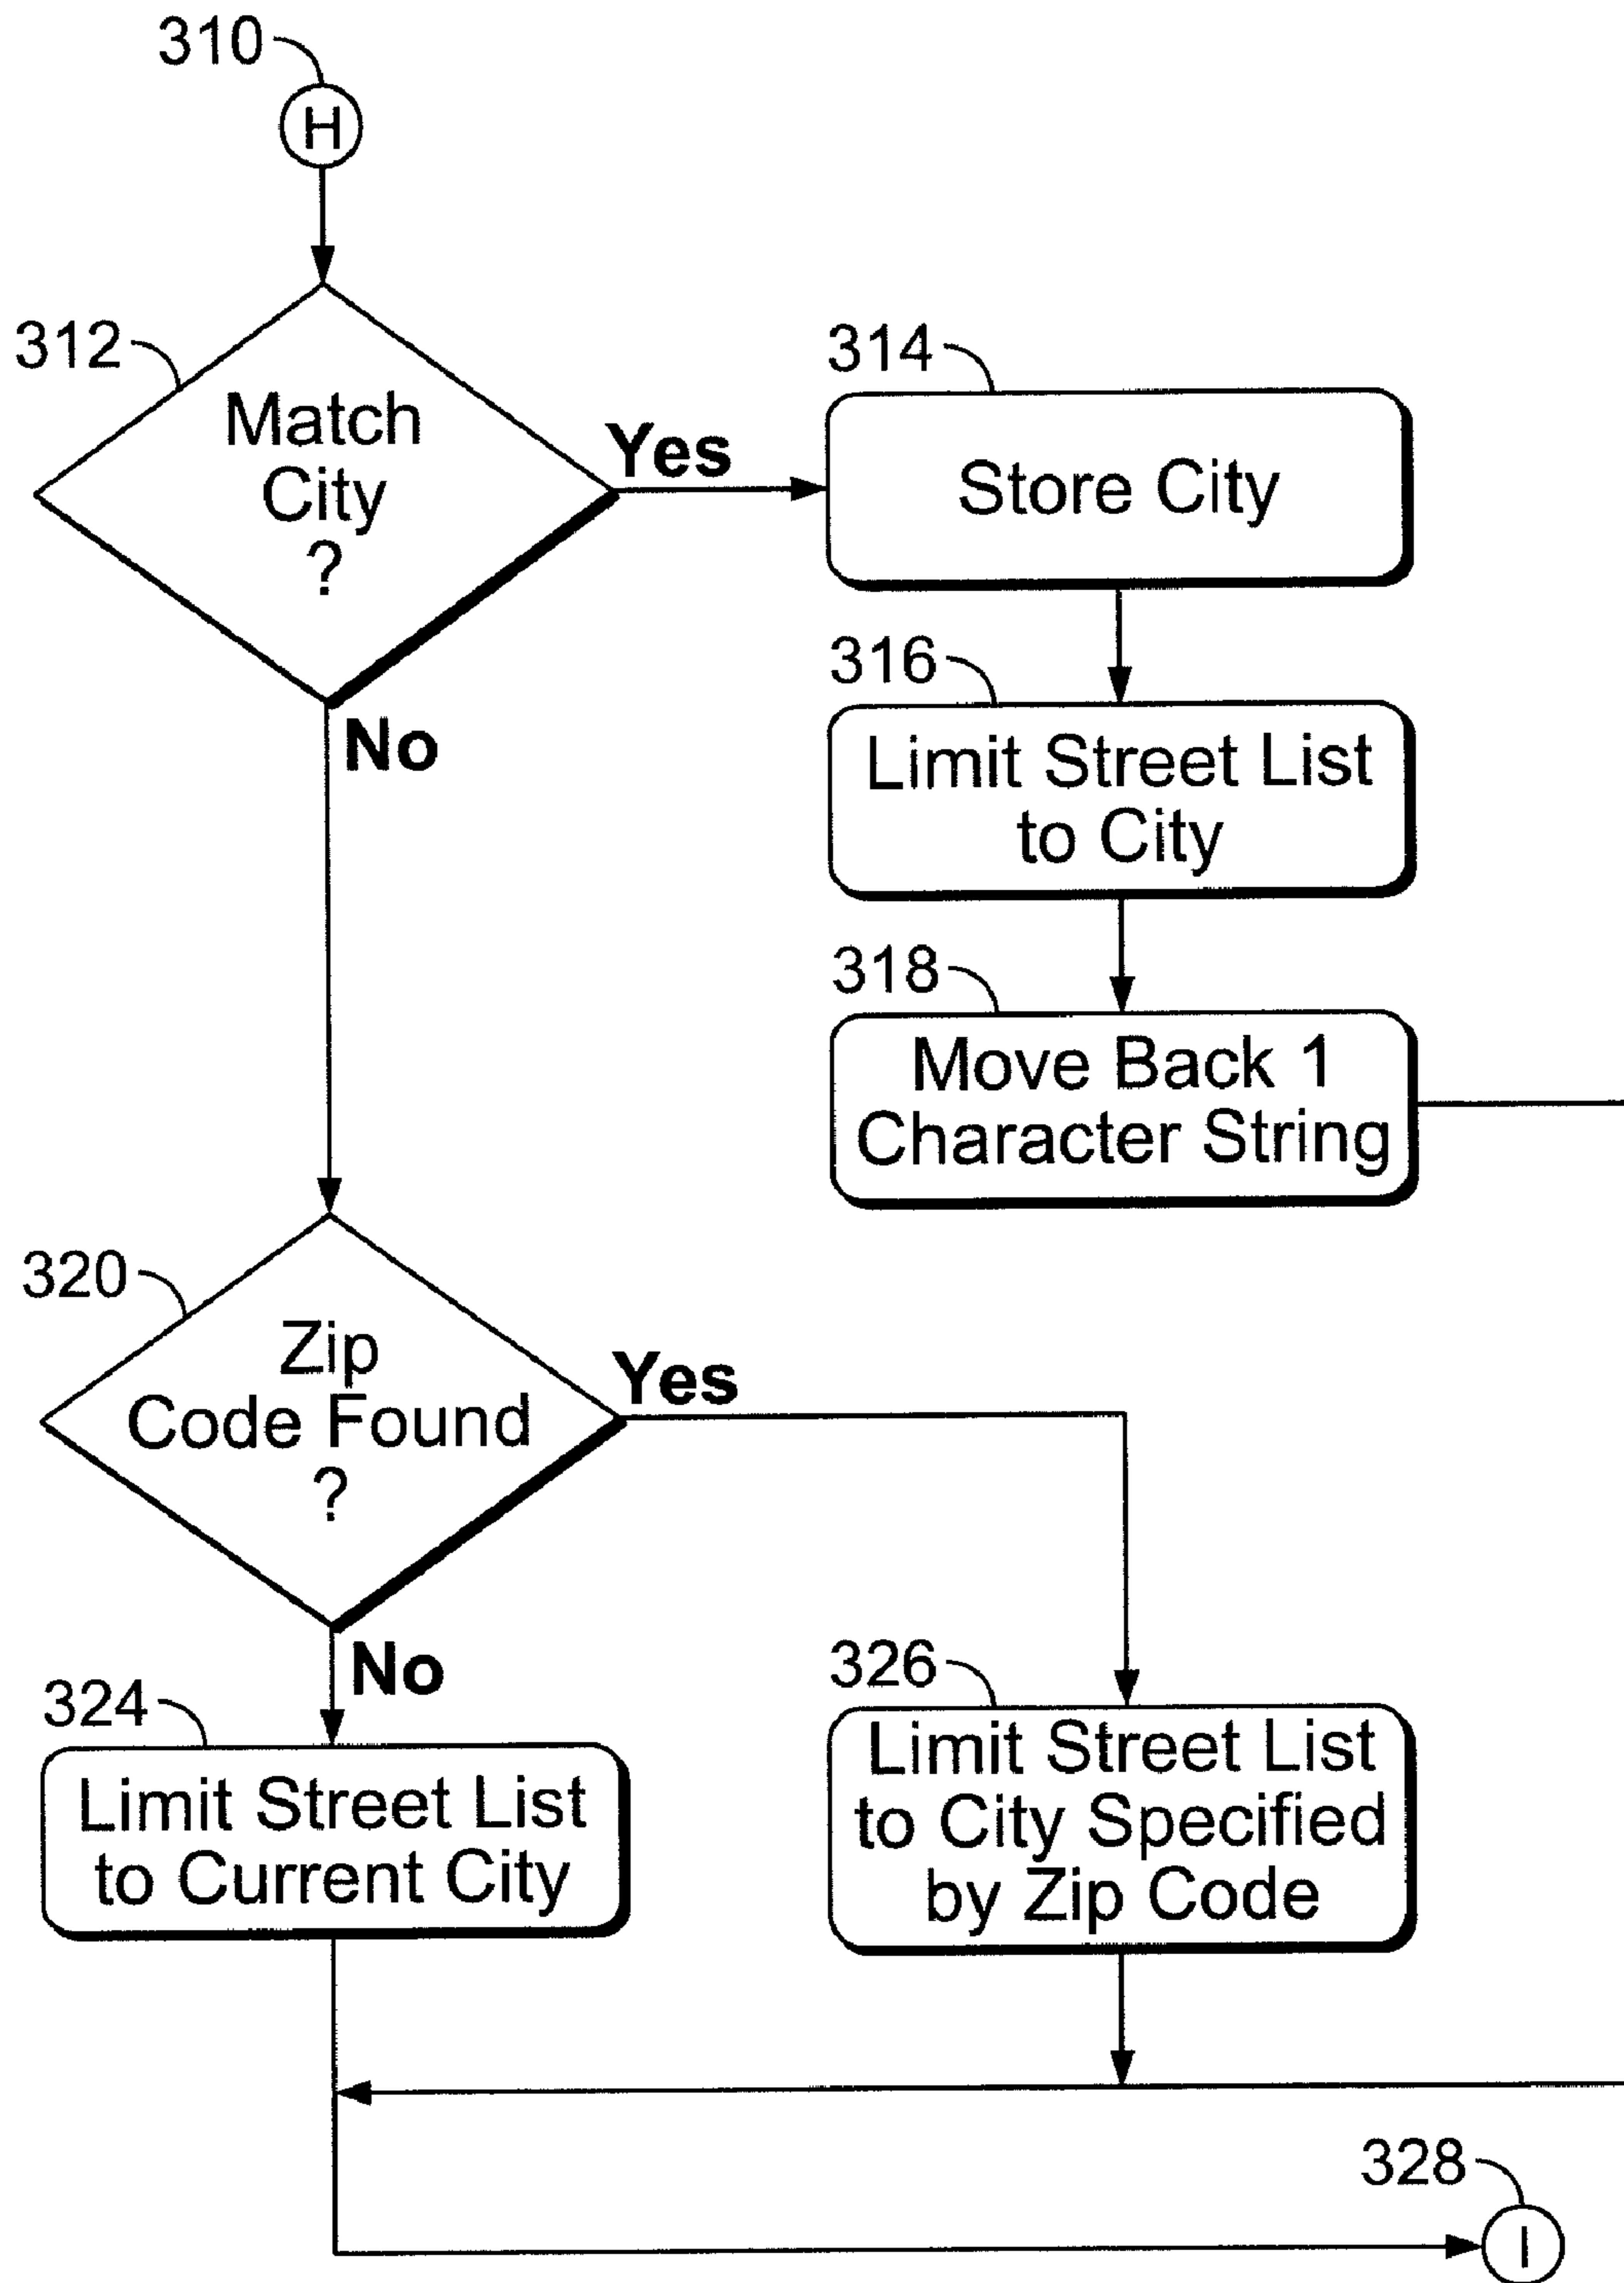 310
H
312
Match
City
?
Yes
No
314
Store City
316
Limit Street List
to City
318
Move Back 1
Character String
320
Zip
Code Found
?
Yes
No
324
Limit Street List
to Current City
326
Limit Street List
to City Specified
by Zip Code
328
I